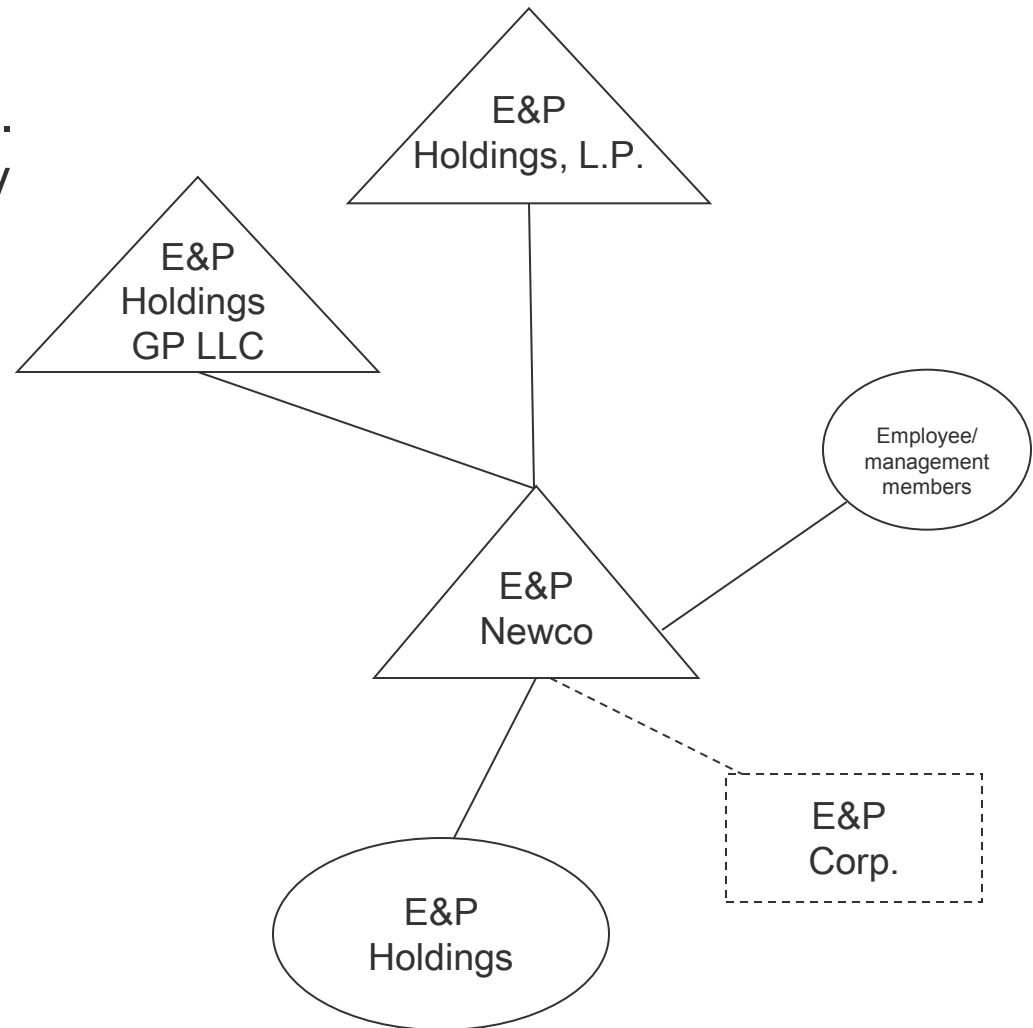 E&P
Holdings, L.P.
E&P
Holdings
GP LLC
Employee/
management
members
E&P
Newco
E&P
Corp.
E&P
Holdings